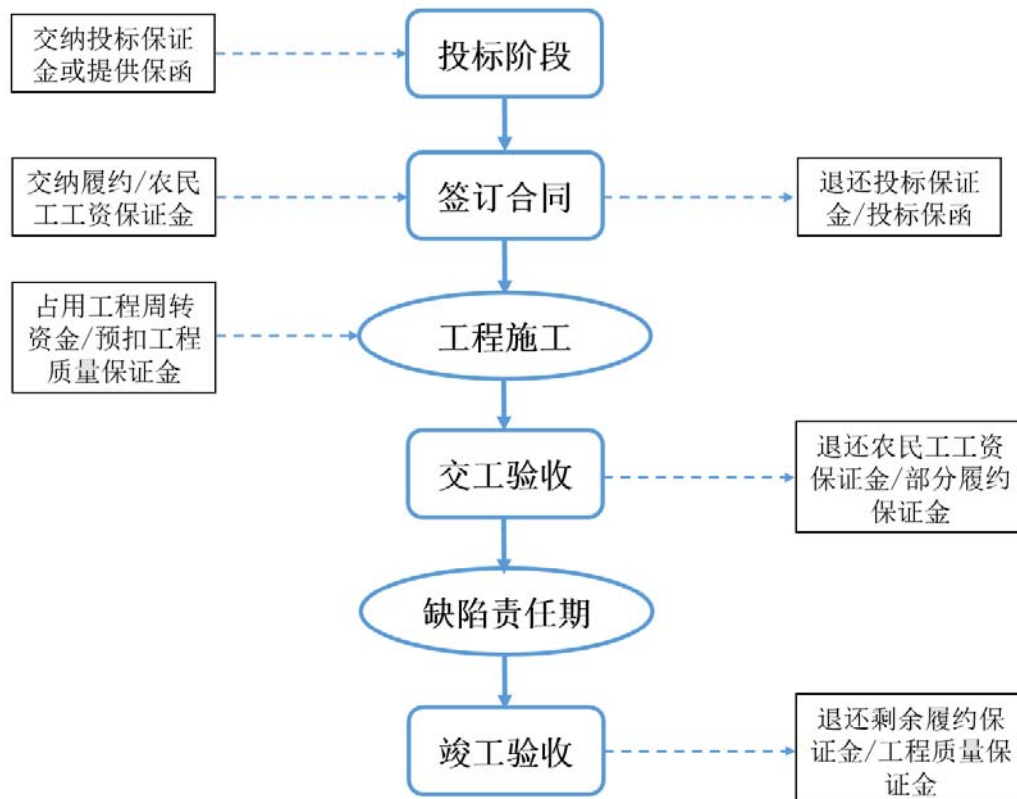 交纳投标保证
金或提供保函
投标阶段
交纳履约/农民
工工资保证金
签订合同
退还投标保证
金/投标保函
占用工程周转
资金/预扣工程
质量保证金
工程施工
交工验收
退还农民工工资
保证金/部分履约
保证金
缺陷责任期
竣工验收
退还剩余履约保
证金/工程质量保
证金